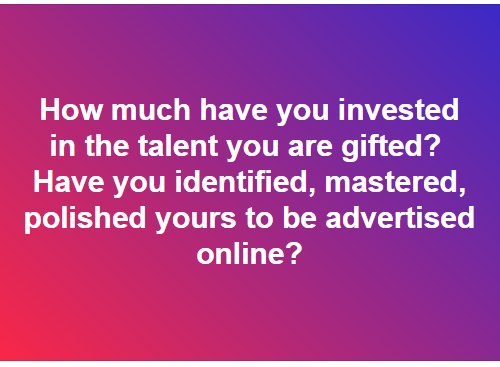 How much have you invested
in the talent you are gifted?
Have you identified, mastered,
polished yours to be advertised
online?